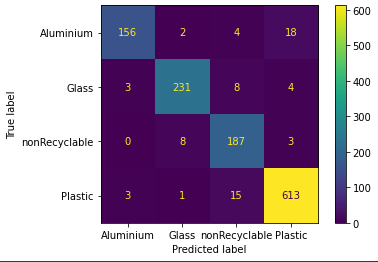 Aluminium 156 2 4 18
Glass 3 231 8 4
nonRecyclable 0 8 187 3
Plastic 3 1 15 613
Aluminium Glass nonRecyclable Plastic
Predicted label
True label
600
500
400
300
200
100
0